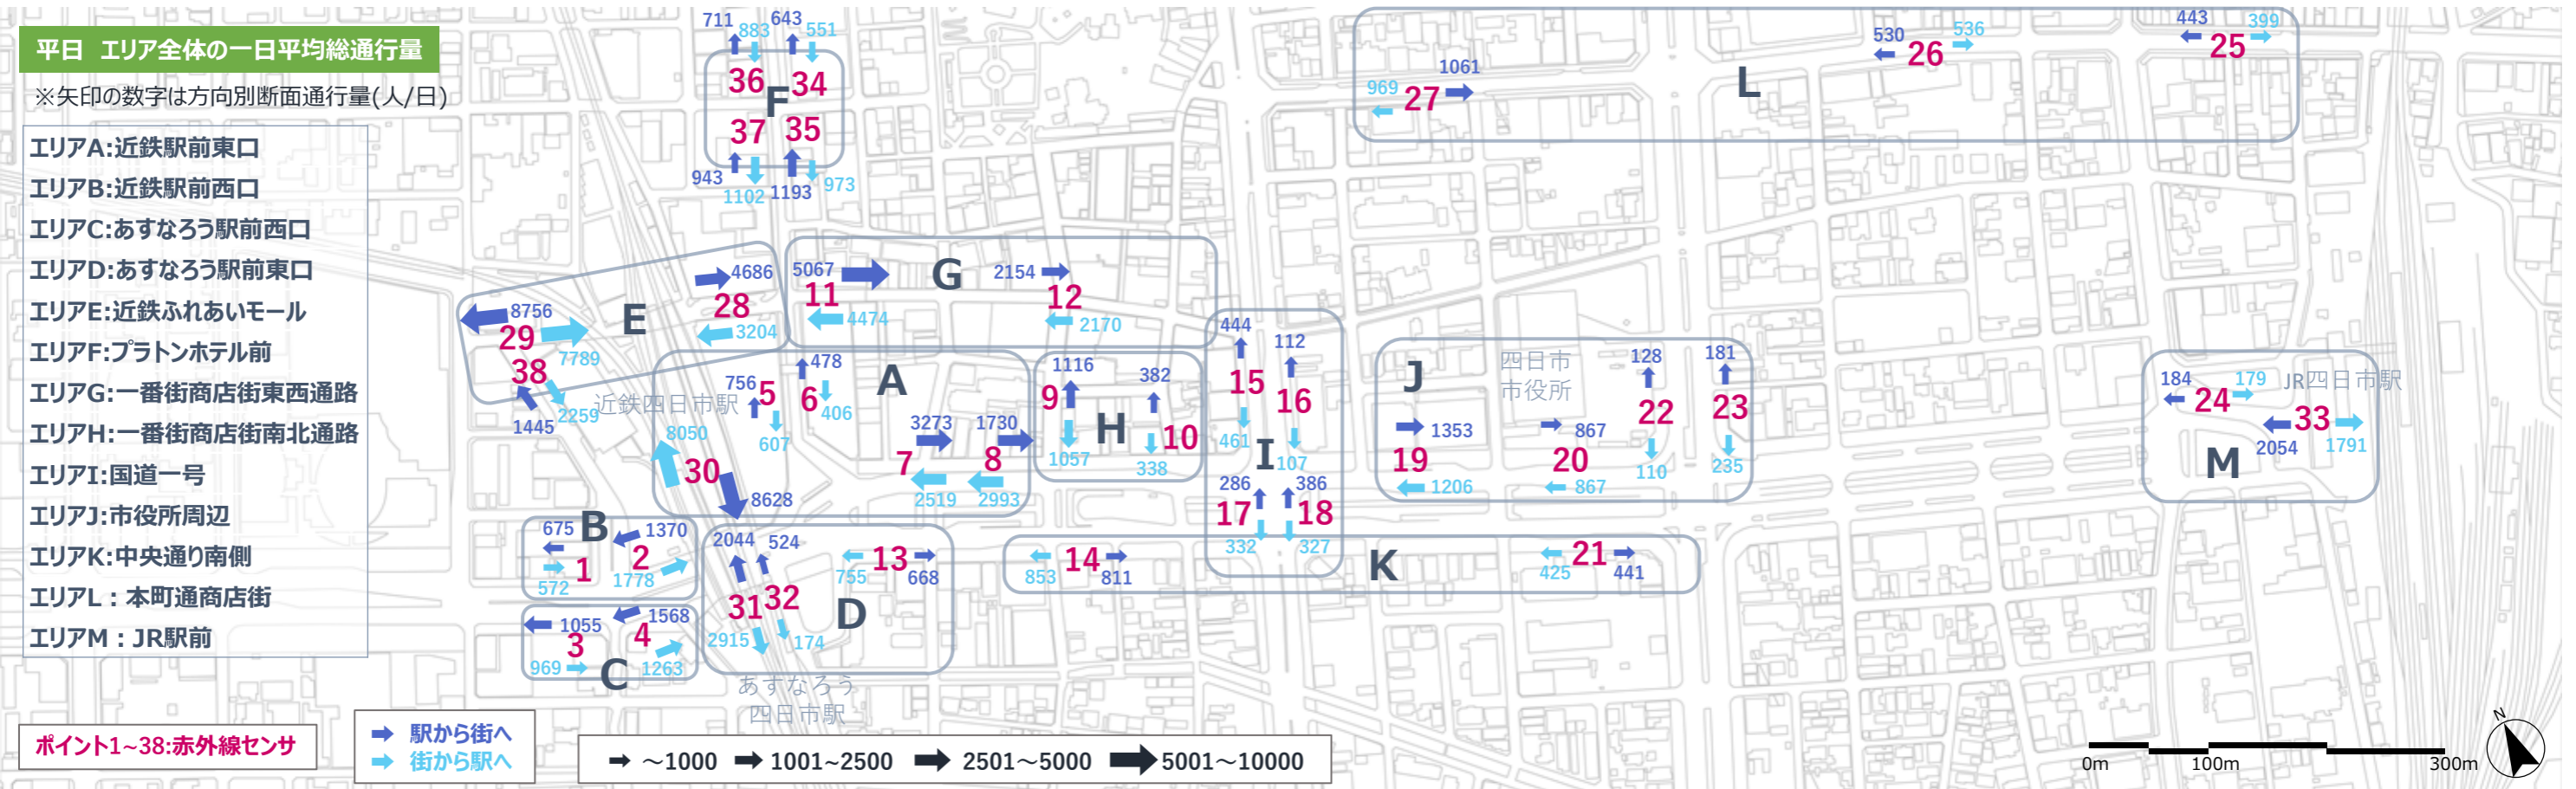 平日 エリア全体の一日平均総通行量
※矢印の数字は方向別断面通行量(人/日)
エリアA:近鉄駅前東口
エリアB:近鉄駅前西口
エリアC:あすなろう駅前西口
エリアD:あすなろう駅前東口
エリアE:近鉄ふれあいモール
エリアF:プラトンホテル前
エリアG:一番街商店街東西通路
エリアH:一番街商店街南北通路
エリアI:国道一号
エリアJ:市役所周辺
エリアK:中央通り南側
エリアL：本町通商店街
エリアM：JR駅前
711 883 643 551
36 34
F
37 35
943 1102 1193 973
969 27 1061
L
530 26 536
443 25 399
E
8756
29
7789
38
1445 2259
4686
28
3204
G
5067
11
4474
2154
12
2170
A
近鉄四日市駅
756 5 607
478
6
406
8050 30 8628
3273
7
2519
1730
8
2993
H
1116
9
1057
382
10
338
I
444
15
461
112
16
107
286
17
332
386
18
327
J
四日市
市役所
1353
19
1206
867
20
867
128
22
110
181
23
235
M
JR四日市駅
184 24 179
33
2054 1791
B
675
1
572
1370
2
1778
C
1055
3
969
1568
4
1263
D
2044 524
31 32
2915 174
755 13 668
あすなろう
四日市駅
K
853 14 811
425 21 441
ポイント1~38:赤外線センサ
駅から街へ
街から駅へ
～1000 1001~2500 2501～5000 5001～10000
N
0m 100m 300m